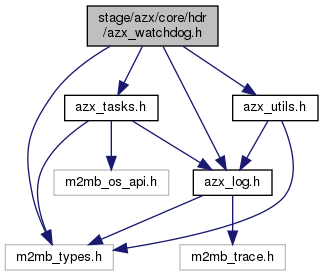 stage/azx/core/hdr
/azx_watchdog.h
azx_tasks.h
azx_utils.h
m2mb_os_api.h
azx_log.h
m2mb_types.h
m2mb_trace.h